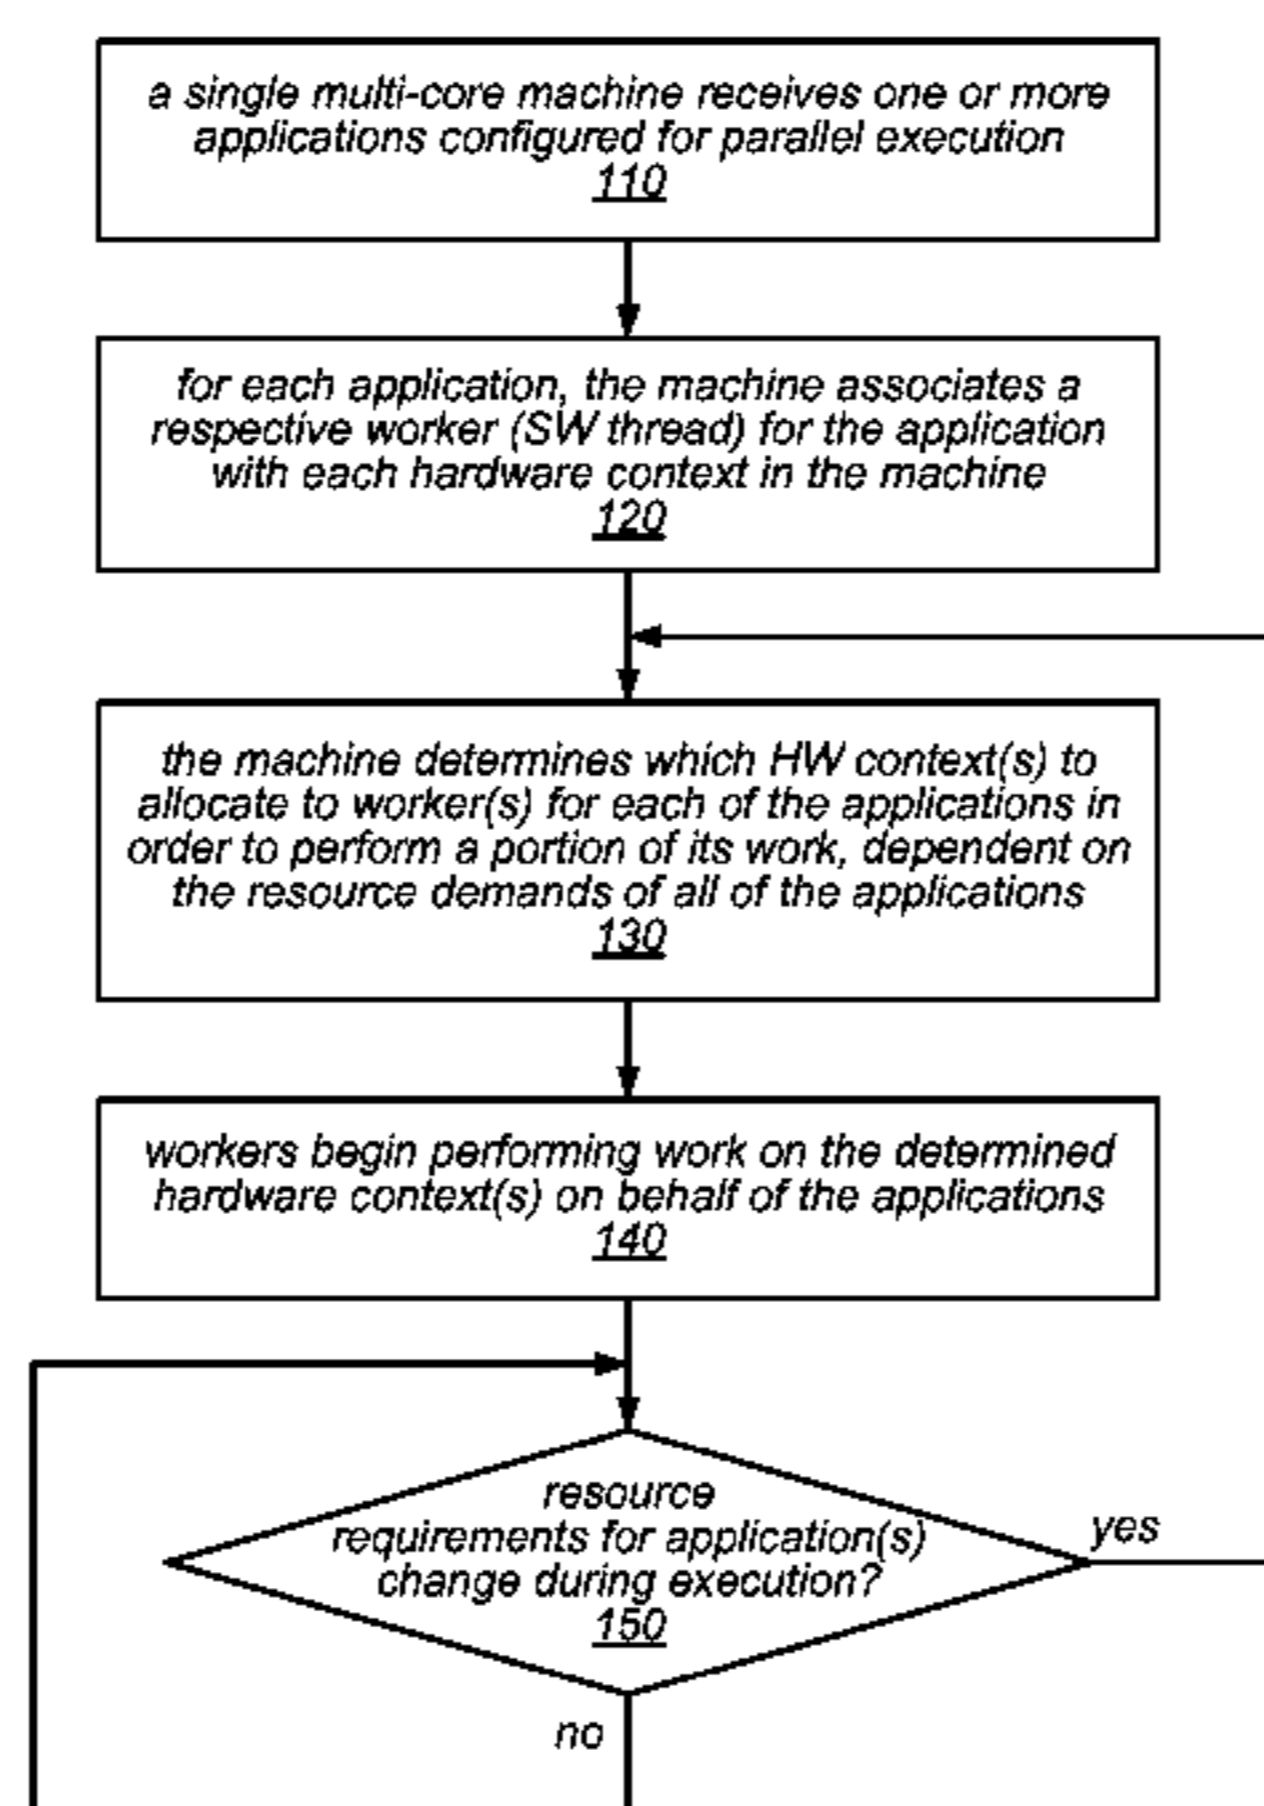 a single multi-core machine receives one or more
applications configured for parallel execution
110
for each application, the machine associates a
respective worker (SW thread) for the application
with each hardware context in the machine
120
the machine determines which HW context(s) to
allocate to worker(s) for each of the applications in
order to perform a portion of its work, dependent on
the resource demands of all of the applications
130
workers begin performing work on the determined
hardware context(s) on behalf of the applications
140
resource
requirements for application(s)
change during execution?
150
yes
no